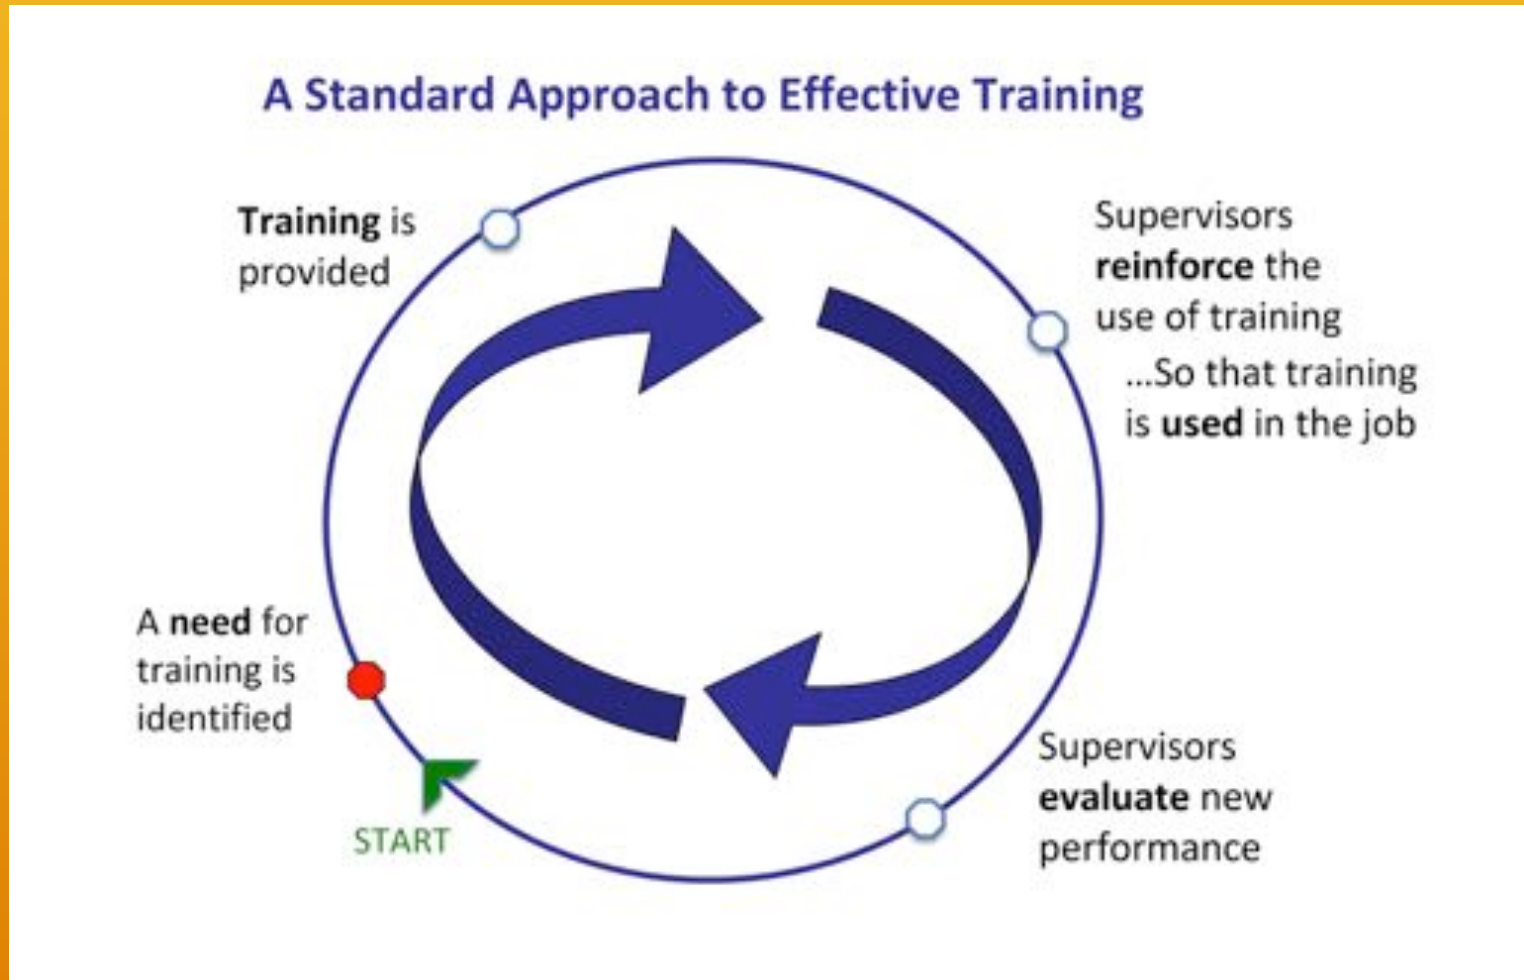 A Standard Approach to Effective Training
Training is
provided
Supervisors
reinforce the
use of training
...So that training
is used in the job
A need for
training is
identified
START
Supervisors
evaluate new
performance